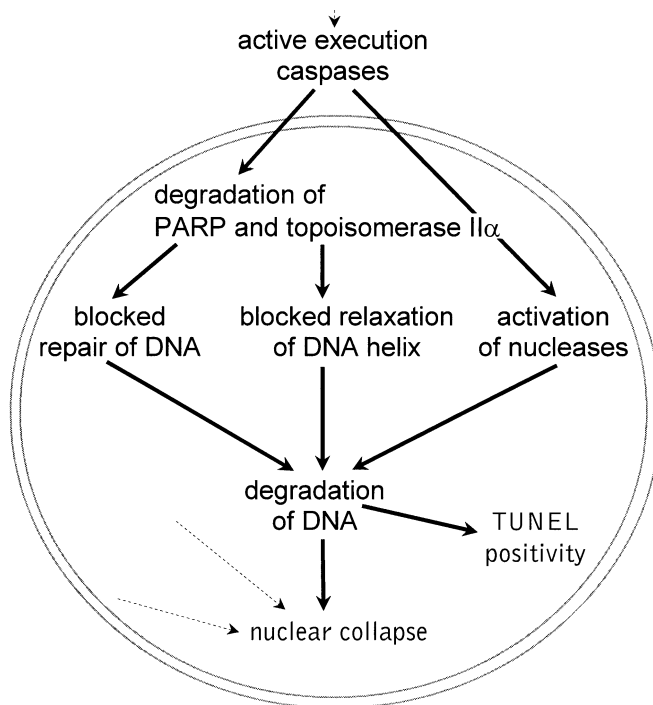 active execution
caspases
degradation of
PARP and topoisomerase IIα
blocked
repair of DNA
blocked relaxation
of DNA helix
activation
of nucleases
degradation
of DNA
TUNEL
positivity
nuclear collapse